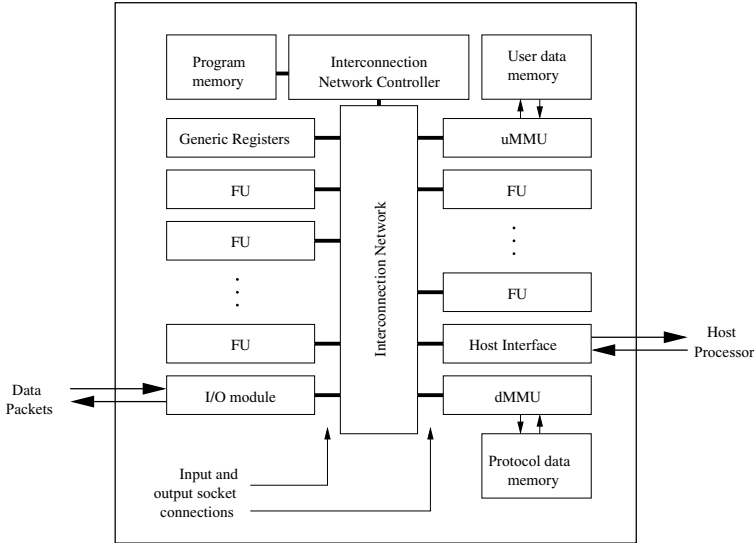 Program
memory
Interconnection
Network Controller
User data
memory
Generic Registers
uMMU
FU
FU
FU
FU
FU
Interconnection Network
Host Interface
Host
Processor
Data
Packets
I/O module
dMMU
Input and
output socket
connections
Protocol data
memory